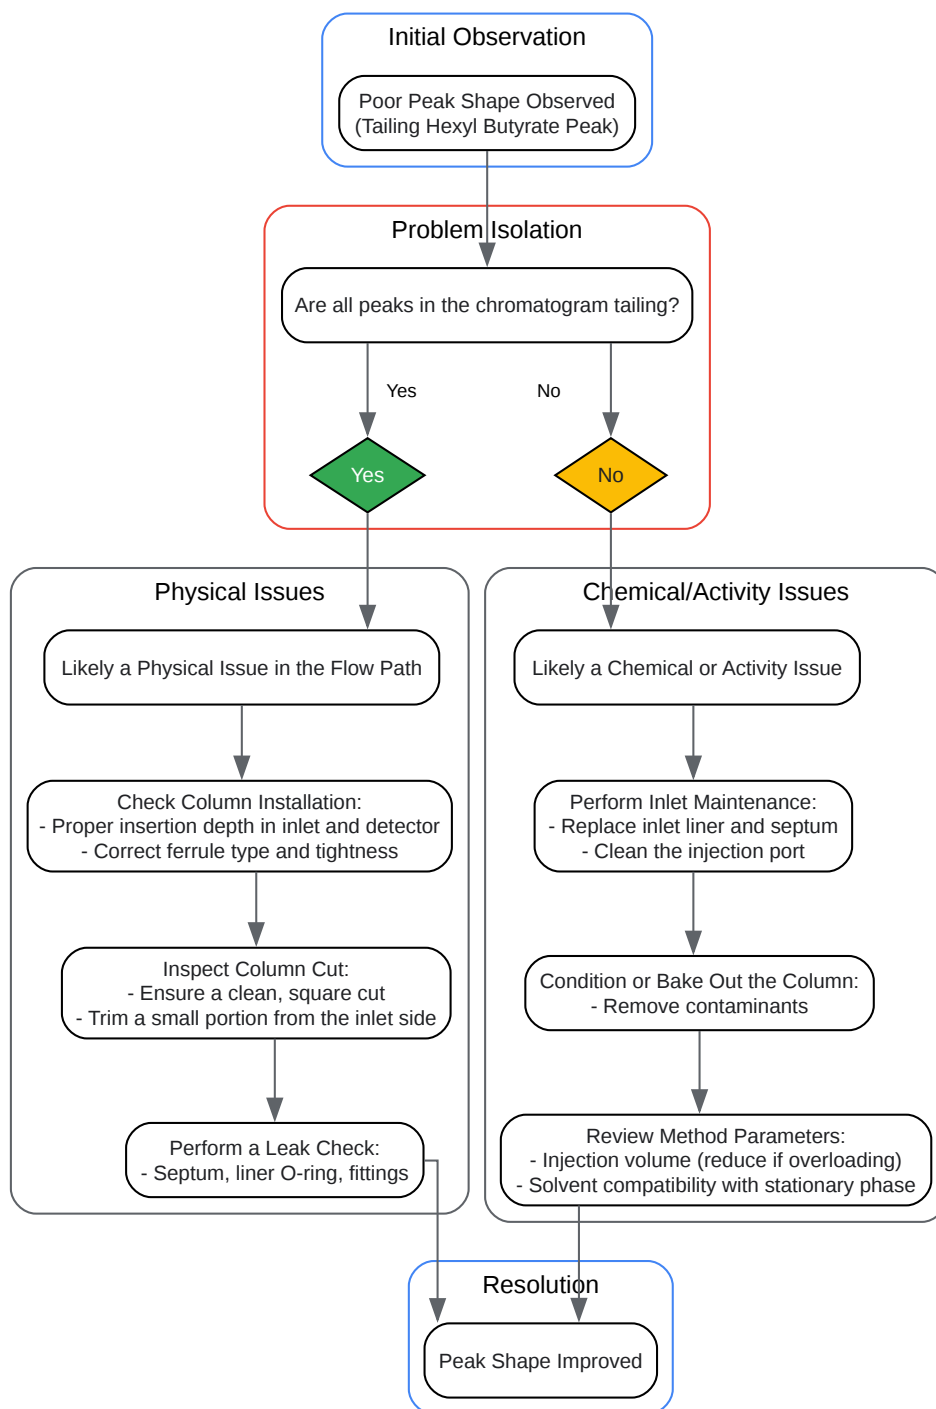 Initial Observation
Poor Peak Shape Observed
(Tailing Hexyl Butyrate Peak)
Problem Isolation
Are all peaks in the chromatogram tailing?
Yes
No
Yes
No
Physical Issues
Likely a Physical Issue in the Flow Path
Check Column Installation:
- Proper insertion depth in inlet and detector
- Correct ferrule type and tightness
Inspect Column Cut:
- Ensure a clean, square cut
- Trim a small portion from the inlet side
Perform a Leak Check:
- Septum, liner O-ring, fittings
Chemical/Activity Issues
Likely a Chemical or Activity Issue
Perform Inlet Maintenance:
- Replace inlet liner and septum
- Clean the injection port
Condition or Bake Out the Column:
- Remove contaminants
Review Method Parameters:
- Injection volume (reduce if overloading)
- Solvent compatibility with stationary phase
Resolution
Peak Shape Improved